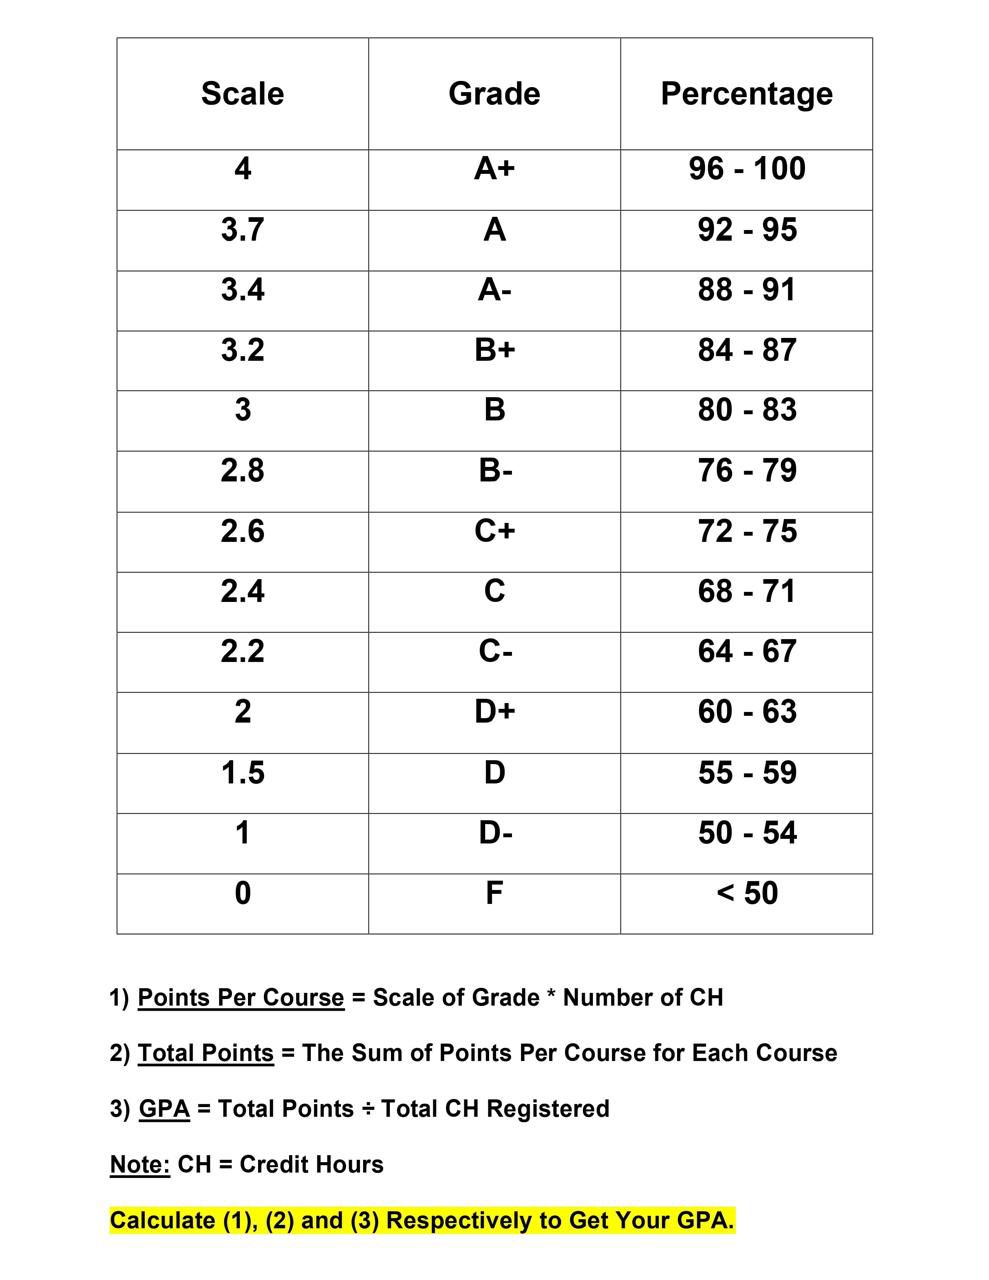 Scale Grade Percentage
4 A+ 96 - 100
3.7 A 92 - 95
3.4 A- 88 - 91
3.2 B+ 84 - 87
3 B 80 - 83
2.8 B- 76 - 79
2.6 C+ 72 - 75
2.4 C 68 - 71
2.2 C- 64 - 67
2 D+ 60 - 63
1.5 D 55 - 59
1 D- 50 - 54
0 F < 50
1) Points Per Course = Scale of Grade * Number of CH
2) Total Points = The Sum of Points Per Course for Each Course
3) GPA = Total Points ÷ Total CH Registered
Note: CH = Credit Hours
Calculate (1), (2) and (3) Respectively to Get Your GPA.